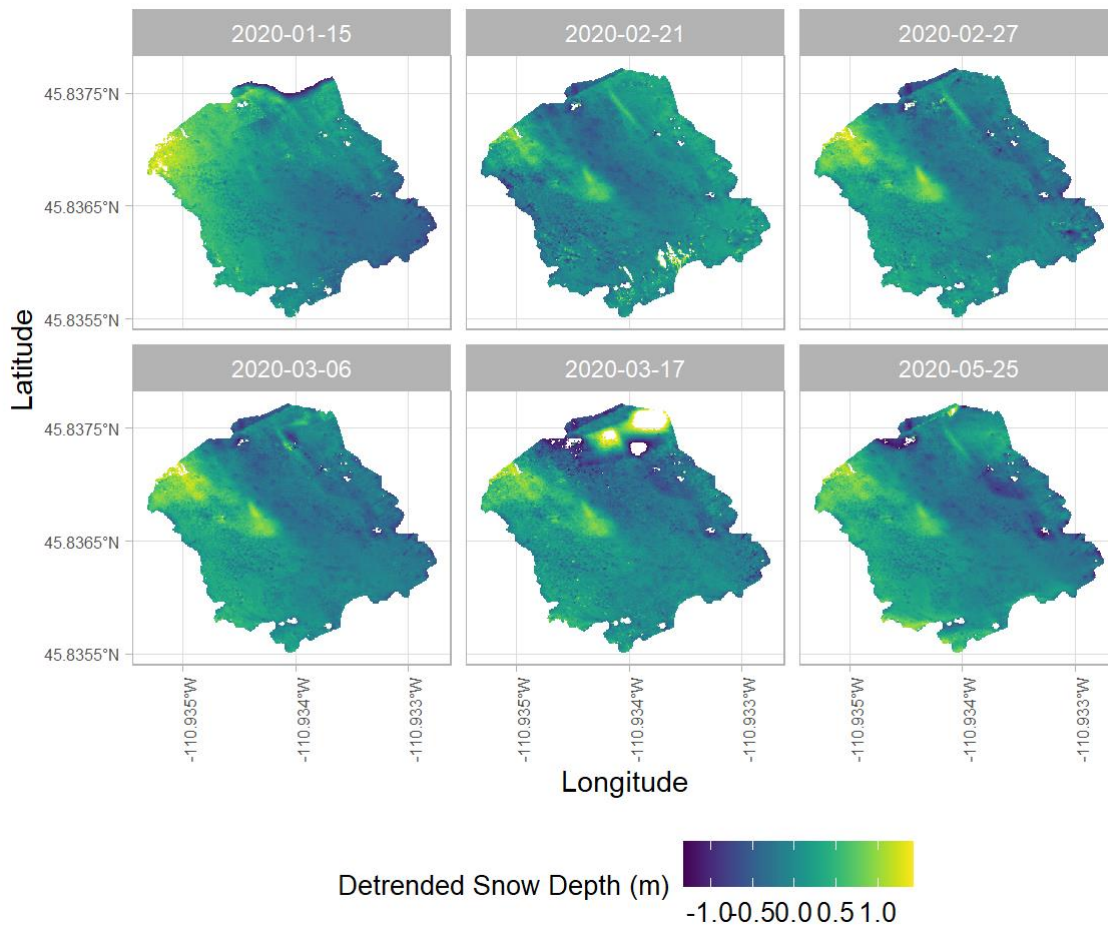 2020-01-15 2020-02-21 2020-02-27
45.8375°N
45.8365°N
45.8355°N
2020-03-06 2020-03-17 2020-05-25
45.8375°N
45.8365°N
45.8355°N
Latitude
-110.935°W -110.934°W -110.933°W -110.935°W -110.934°W -110.933°W -110.935°W -110.934°W -110.933°W
Longitude
Detrended Snow Depth (m)
-1.0-0.50.0 0.5 1.0